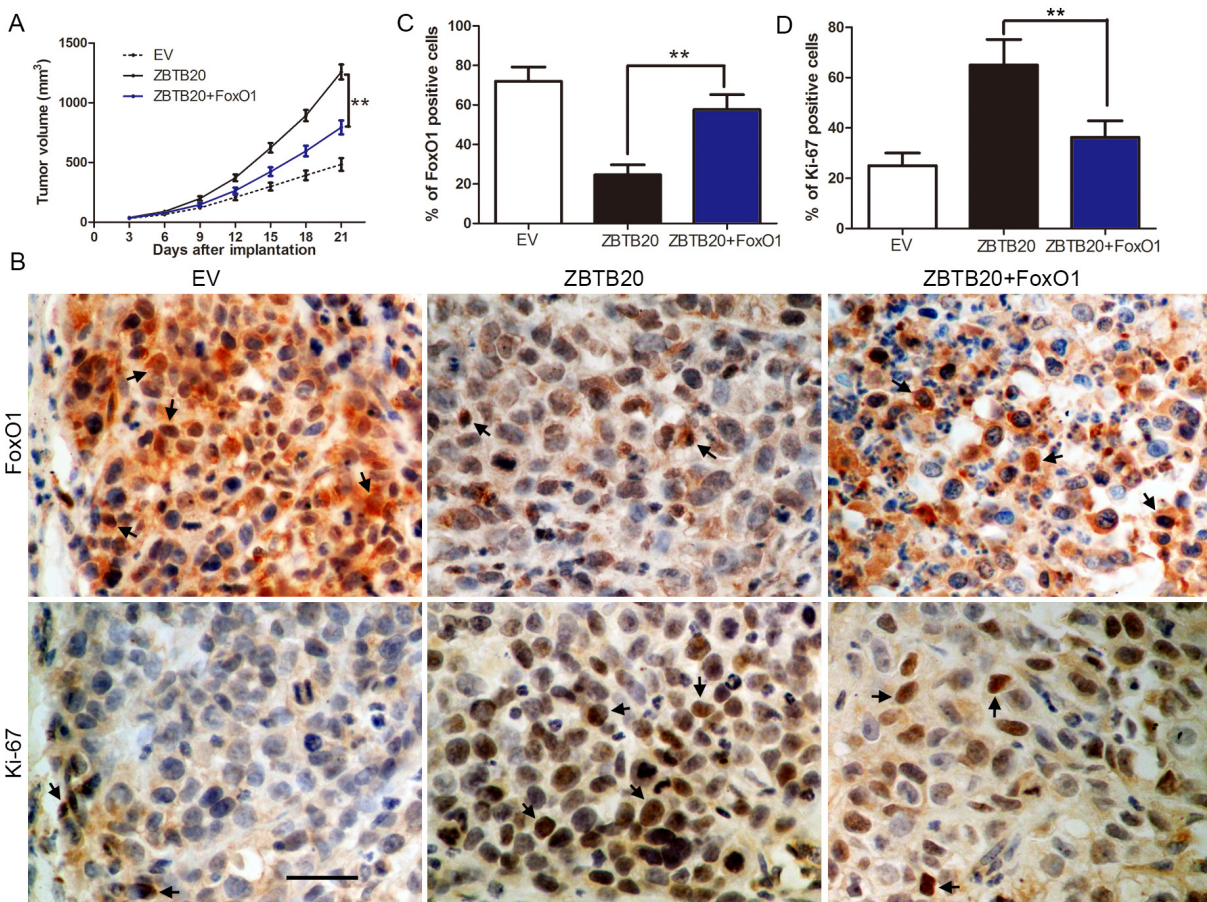 A
Tumor volume (mm³)
1500
1000
500
0
EV
ZBTB20
ZBTB20+FoxO1
**
0 3 6 9 12 15 18 21
Days after implantation
C
% of FoxO1 positive cells
100
80
60
40
20
0
**
EV ZBTB20 ZBTB20+FoxO1
D
% of Ki-67 positive cells
80
60
40
20
0
**
EV ZBTB20 ZBTB20+FoxO1
B
EV ZBTB20 ZBTB20+FoxO1
FoxO1
Ki-67